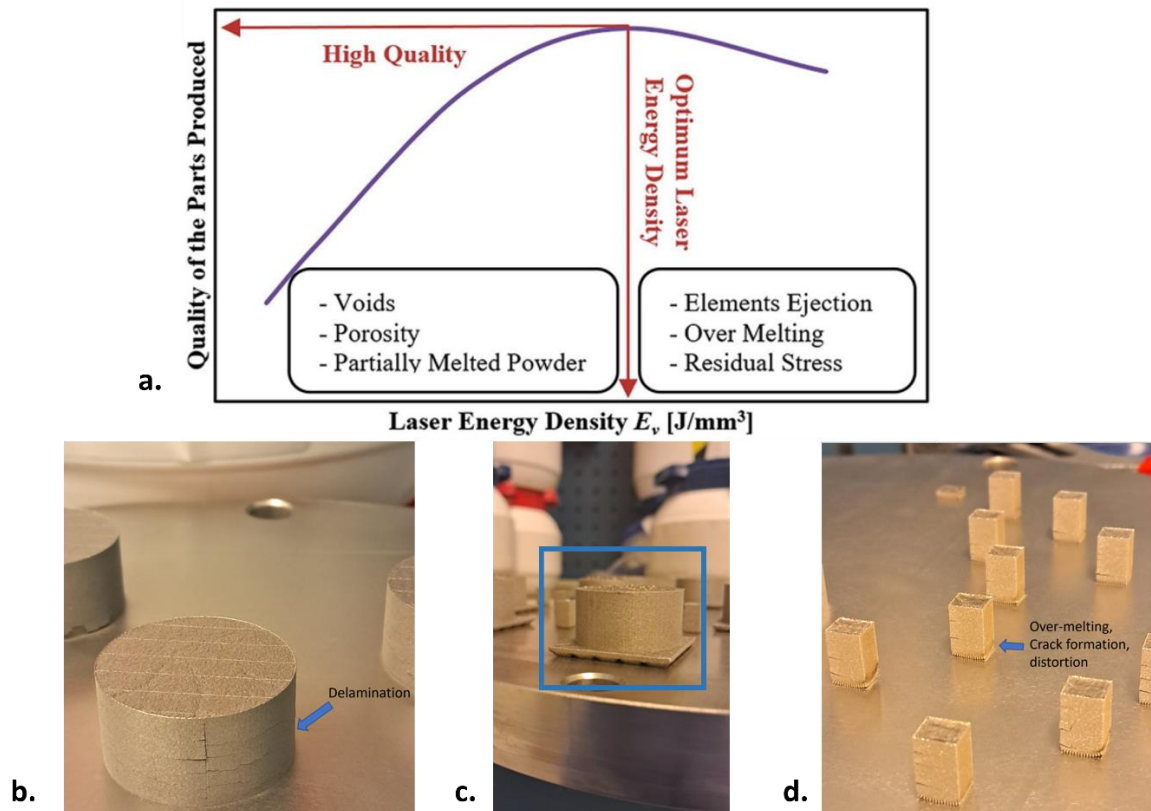 High Quality
Optimum Laser
Energy Density
Quality of the Parts Produced
- Voids
- Porosity
- Partially Melted Powder
- Elements Ejection
- Over Melting
- Residual Stress
a.
Laser Energy Density Eᵥ [J/mm³]
Delamination
Over-melting,
Crack formation,
distortion
b.
c.
d.